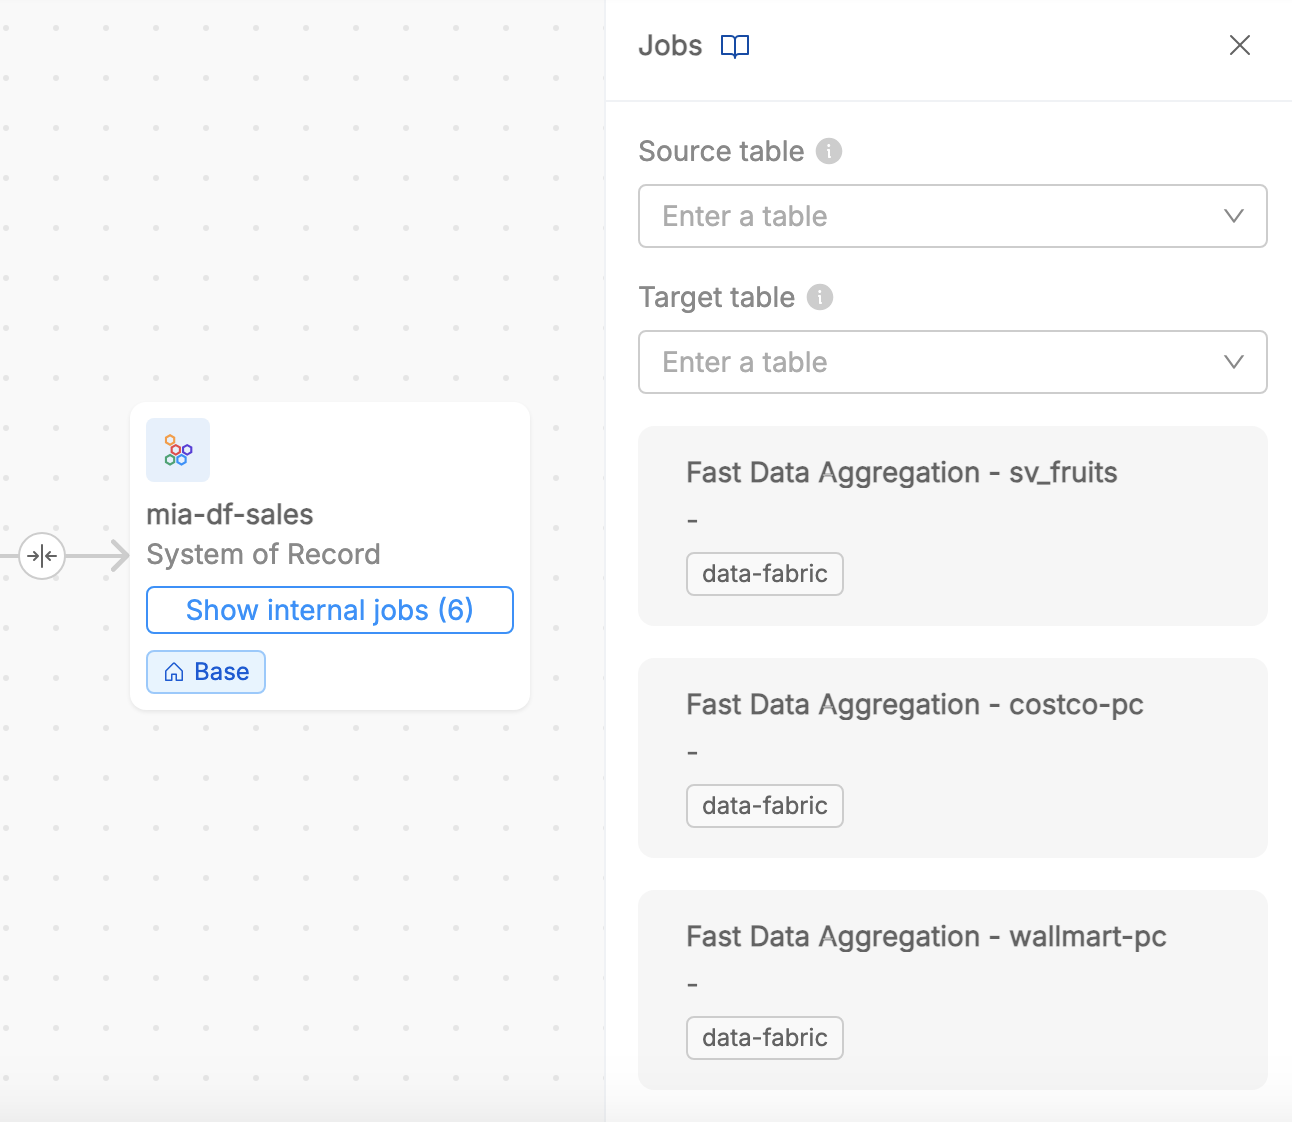 mia-df-sales
System of Record
Show internal jobs (6)
Base
Jobs
Source table
Enter a table
Target table
Enter a table
Fast Data Aggregation - sv_fruits
-
data-fabric
Fast Data Aggregation - costco-pc
-
data-fabric
Fast Data Aggregation - wallmart-pc
-
data-fabric